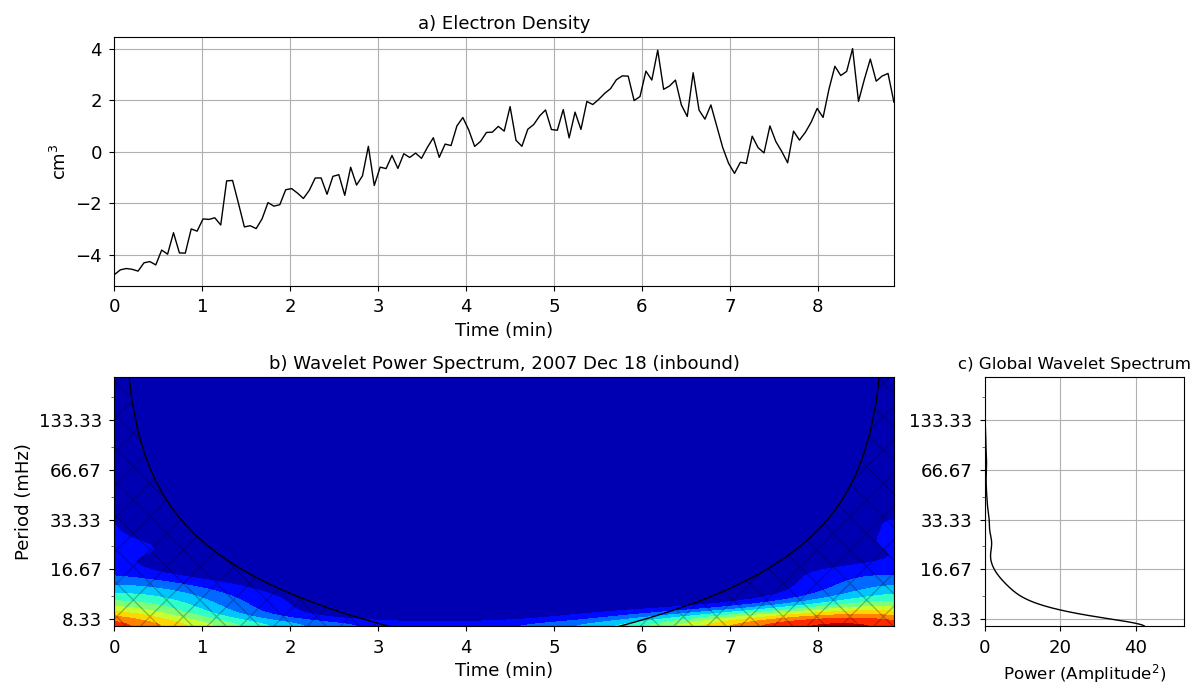 a) Electron Density
4
2
0
−2
−4
cm³
0 1 2 3 4 5 6 7 8
Time (min)
b) Wavelet Power Spectrum, 2007 Dec 18 (inbound)
133.33
66.67
33.33
16.67
8.33
Period (mHz)
0 1 2 3 4 5 6 7 8
Time (min)
c) Global Wavelet Spectrum
133.33
66.67
33.33
16.67
8.33
0 20 40
Power (Amplitude²)